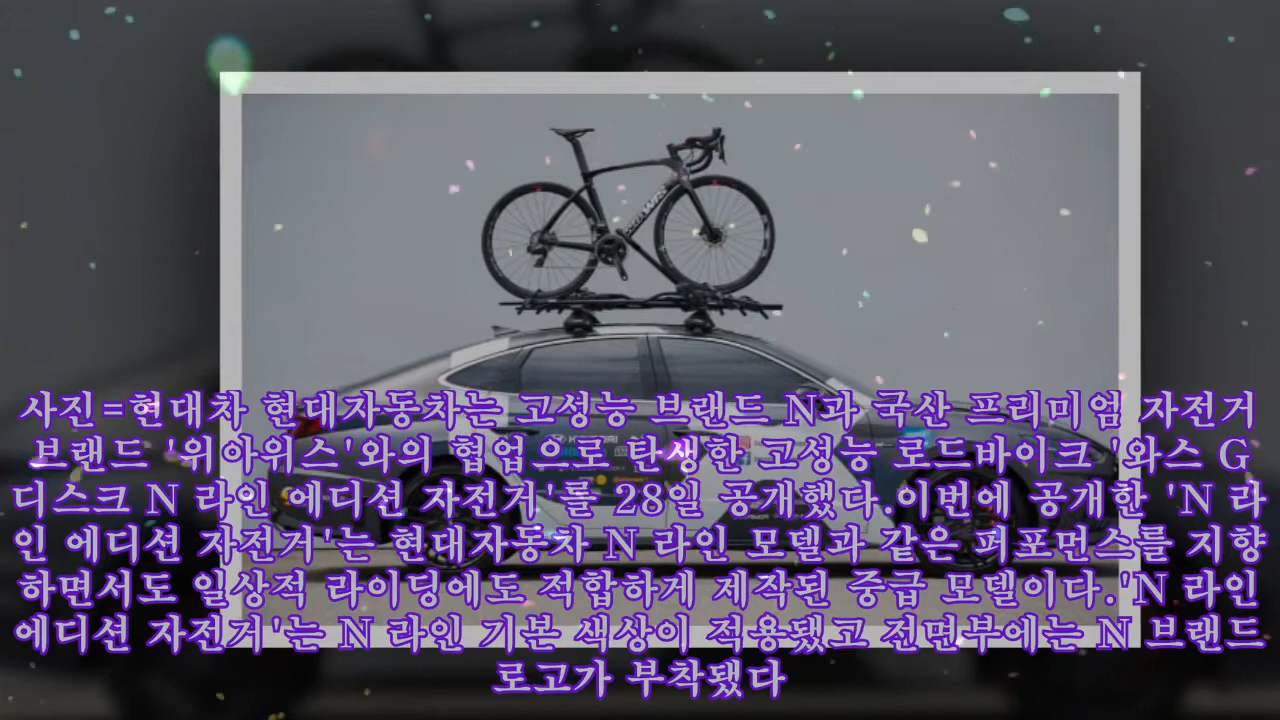 WAWS
사진=현대차 현대자동차는 고성능 브랜드 N과 국산 프리미엄 자전거
브랜드 '위아위스'와의 협업으로 탄생한 고성능 로드바이크 '와스 G
디스크 N 라인 에디션 자전거'를 28일 공개했다.이번에 공개한 'N 라
인 에디션 자전거'는 현대자동차 N 라인 모델과 같은 퍼포먼스를 지향
하면서도 일상적 라이딩에도 적합하게 제작된 중급 모델이다.'N 라인
에디션 자전거'는 N 라인 기본 색상이 적용됐고 전면부에는 N 브랜드
로고가 부착됐다